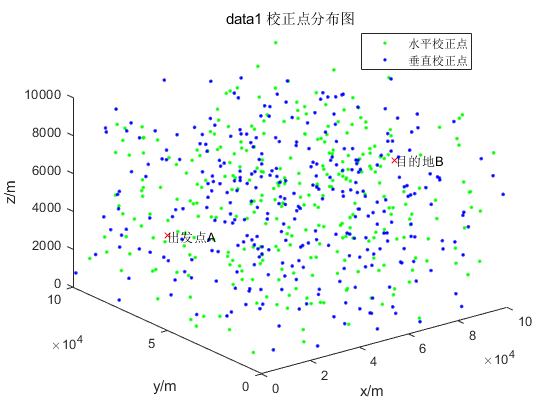 data1 校正点分布图
水平校正点
垂直校正点
10000
8000
6000
4000
2000
0
z/m
目的地B
出发点A
10
5
0
×10⁴
y/m
0
2
4
6
8
10
×10⁴
x/m